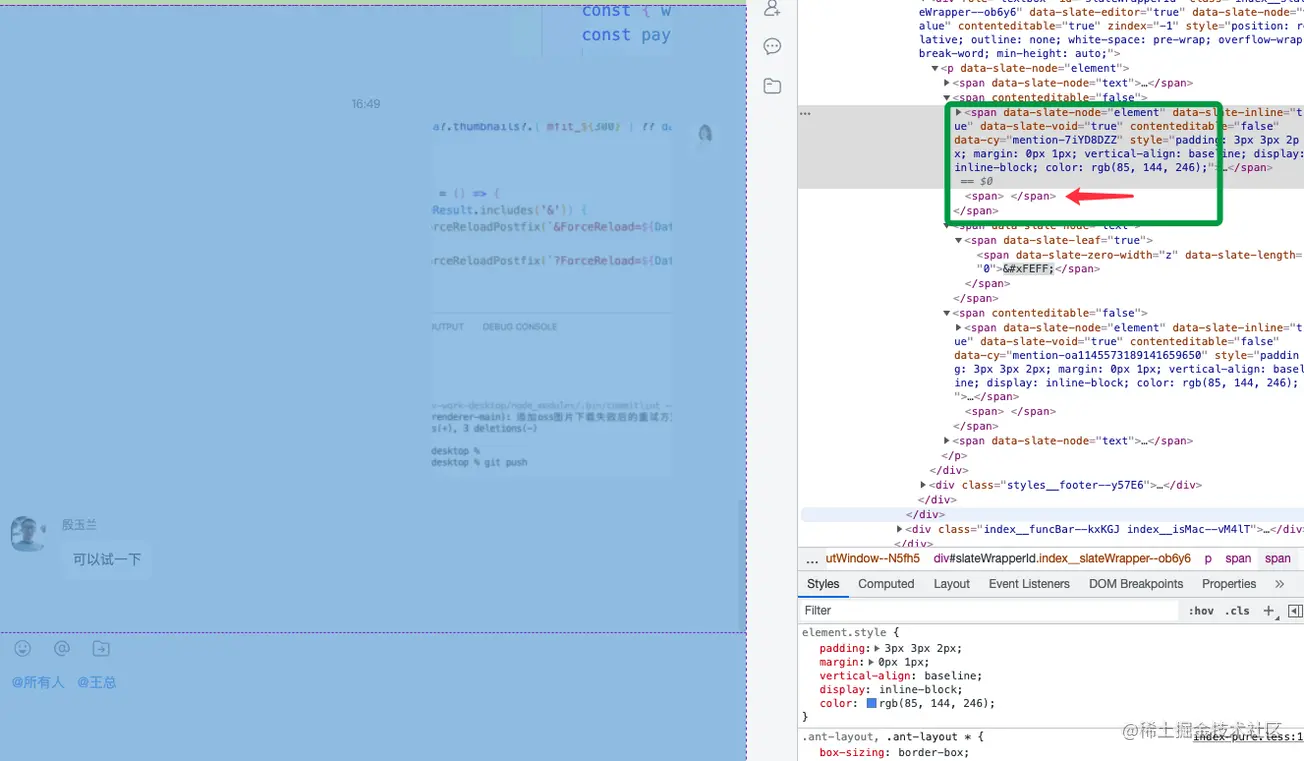 const { w
const pay
16:49
a?.thumbnails?.[`mfit_${300}`] ?? da
= () => {
Result.includes('&')) {
rceReloadPostfix(`&ForceReload=${Dat
rceReloadPostfix(`?ForceReload=${Dat
UTPUT DEBUG CONSOLE
-work-desktop/node_modules/.bin/commitlint
renderer-main): 添加oss图片下载失败后的重试方
s(+), 3 deletions(-)
desktop %
desktop % git push
殷玉兰
可以试一下
@所有人 @王总
eWrapper--ob6y6" data-slate-editor="true" data-slate-node="
alue" contenteditable="true" zindex="-1" style="position: r
lative; outline: none; white-space: pre-wrap; overflow-wrap
break-word; min-height: auto;">
▼<p data-slate-node="element">
▶<span data-slate-node="text">…</span>
▼<span contenteditable="false">
… ▶<span data-slate-node="element" data-slate-inline="t
ue" data-slate-void="true" contenteditable="false"
data-cy="mention-7iYD8DZZ" style="padding: 3px 3px 2p
x; margin: 0px 1px; vertical-align: baseline; display:
inline-block; color: rgb(85, 144, 246);">…</span>
== $0
<span> </span>
</span>
▼<span data-slate-node="text">
▼<span data-slate-leaf="true">
<span data-slate-zero-width="z" data-slate-length=
"0">&#xFEFF;</span>
</span>
</span>
▼<span contenteditable="false">
▶<span data-slate-node="element" data-slate-inline="t
ue" data-slate-void="true" contenteditable="false"
data-cy="mention-oa1145573189141659650" style="paddin
g: 3px 3px 2px; margin: 0px 1px; vertical-align: basel
ine; display: inline-block; color: rgb(85, 144, 246);
">…</span>
<span> </span>
</span>
▶<span data-slate-node="text">…</span>
</p>
</div>
▶<div class="styles__footer--y57E6">…</div>
</div>
</div>
▶<div class="index__funcBar--kxKGJ index__isMac--vM4lT">…</di
</div>
… utWindow--N5fh5 div#slateWrapperId.index__slateWrapper--ob6y6 p span span
Styles Computed Layout Event Listeners DOM Breakpoints Properties »
Filter :hov .cls +
element.style {
padding:▶ 3px 3px 2px;
margin:▶ 0px 1px;
vertical-align: baseline;
display: inline-block;
color: rgb(85, 144, 246);
}
@稀土掘金技术社区
.ant-layout, .ant-layout * { index-pure.less:1
box-sizing: border-box;